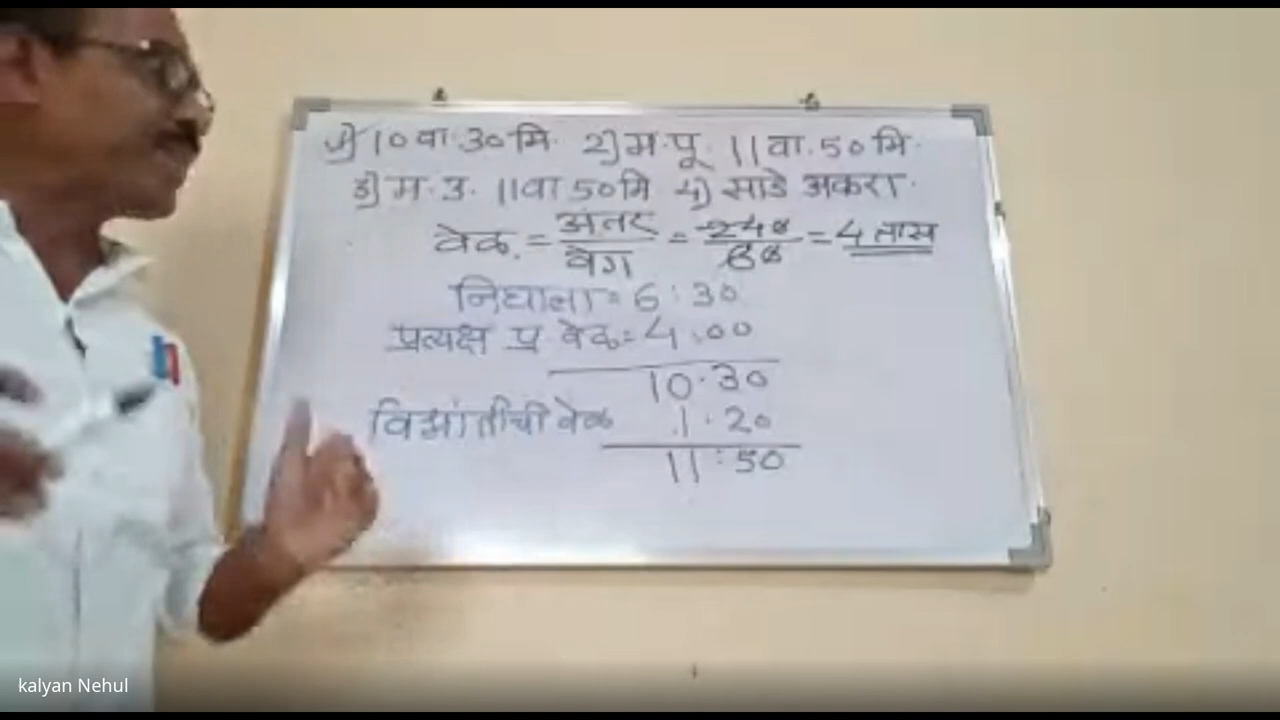 1) 10 वा. 30 मि. 2) म.पू. 11 वा. 50 मि.
3) म.उ. 11 वा 50 मि 4) साडे अकरा.
वेळ. = अंतर / वेग = 240 / 60 = 4 तास
निघाला = 6:30
प्रत्यक्ष प्र वेळ = 4:00
10.30
विश्रांतीची वेळ 1.20
11:50
kalyan Nehul